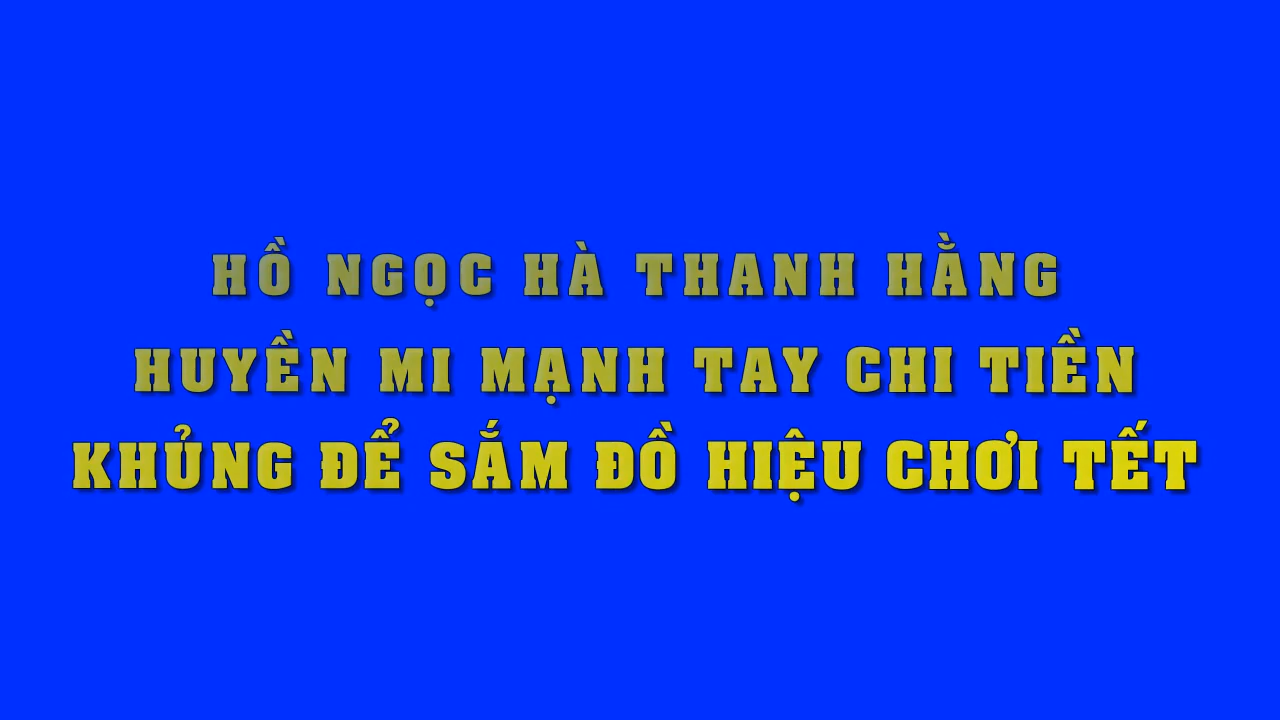 HỒ NGỌC HÀ THANH HẰNG
HUYỀN MI MẠNH TAY CHI TIỀN
KHỦNG ĐỂ SẮM ĐỒ HIỆU CHƠI TẾT